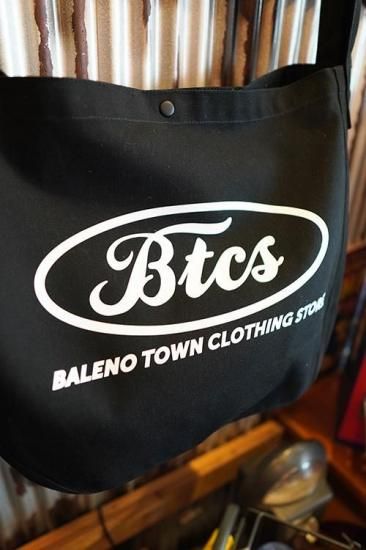 Btcs
BALENO TOWN CLOTHING STORE